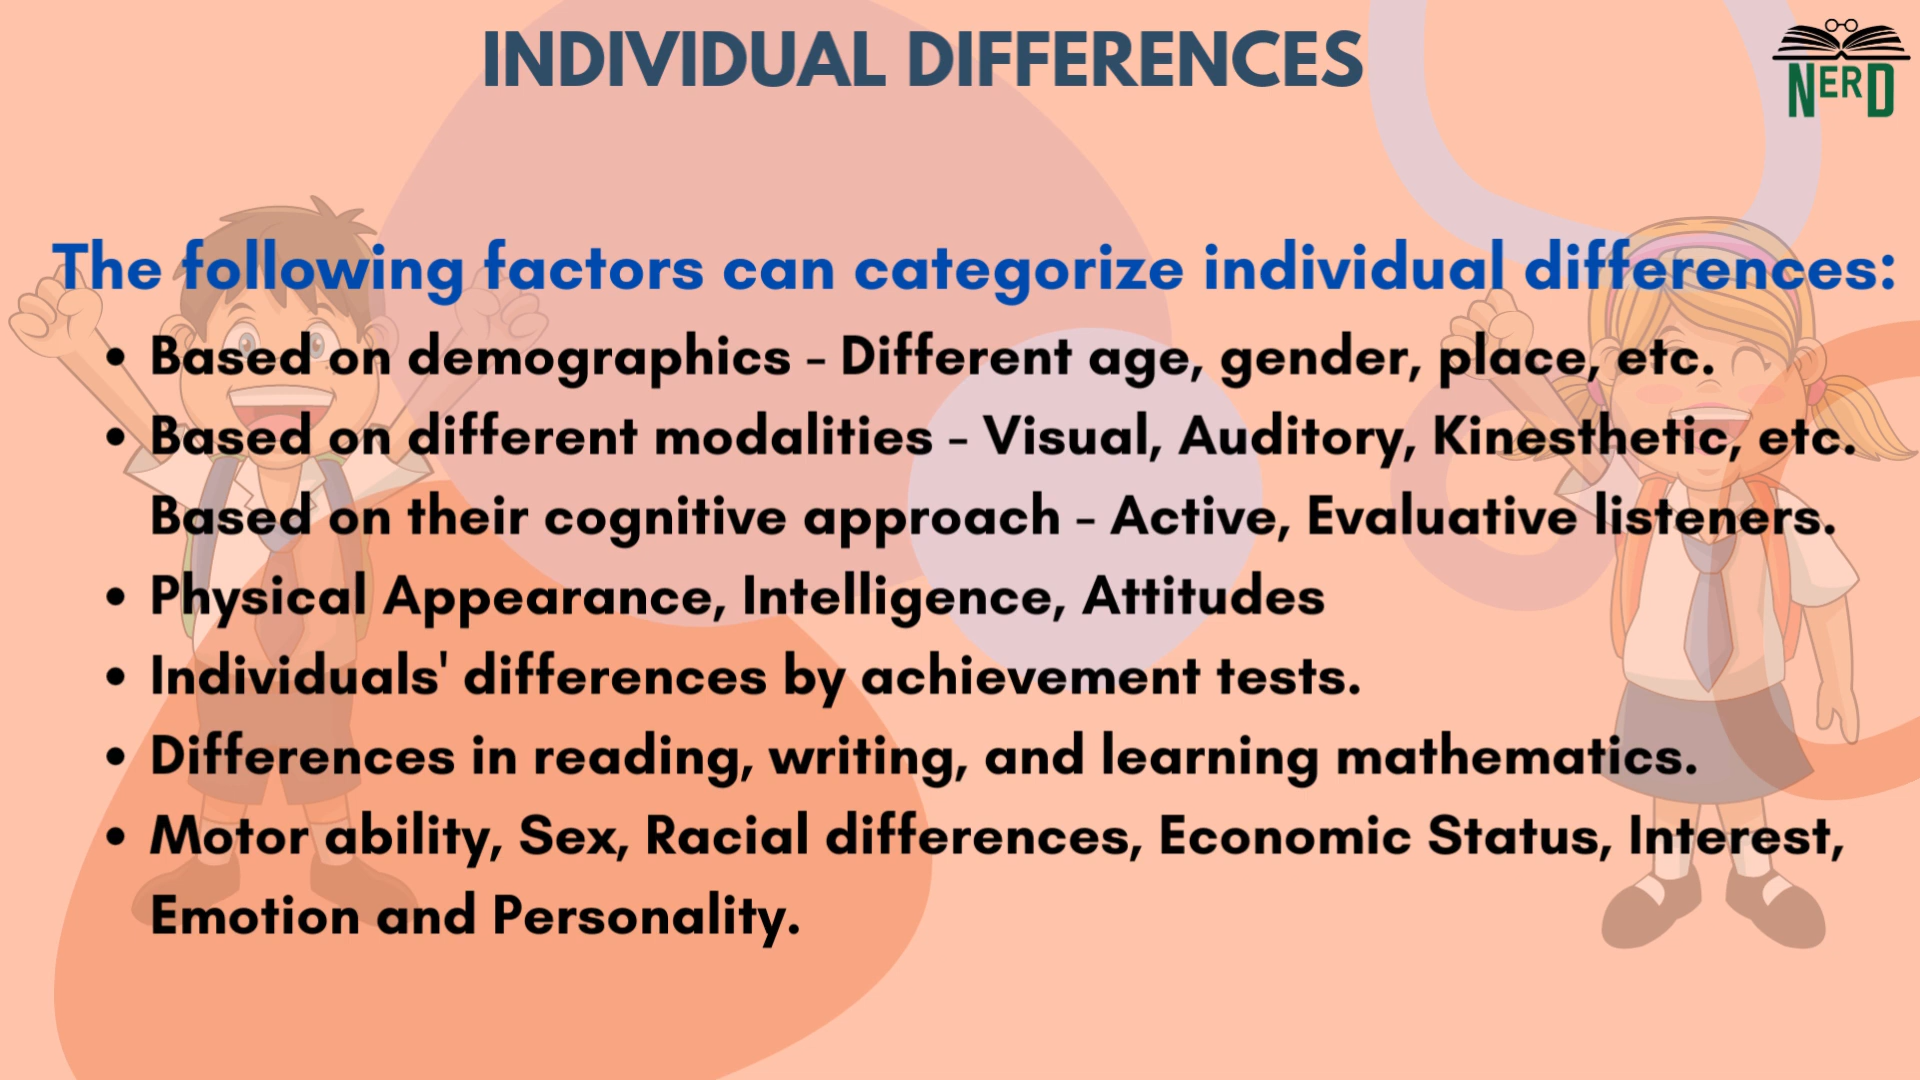 INDIVIDUAL DIFFERENCES
NERD
The following factors can categorize individual differences:
• Based on demographics - Different age, gender, place, etc.
• Based on different modalities - Visual, Auditory, Kinesthetic, etc.
Based on their cognitive approach - Active, Evaluative listeners.
• Physical Appearance, Intelligence, Attitudes
• Individuals' differences by achievement tests.
• Differences in reading, writing, and learning mathematics.
• Motor ability, Sex, Racial differences, Economic Status, Interest,
Emotion and Personality.